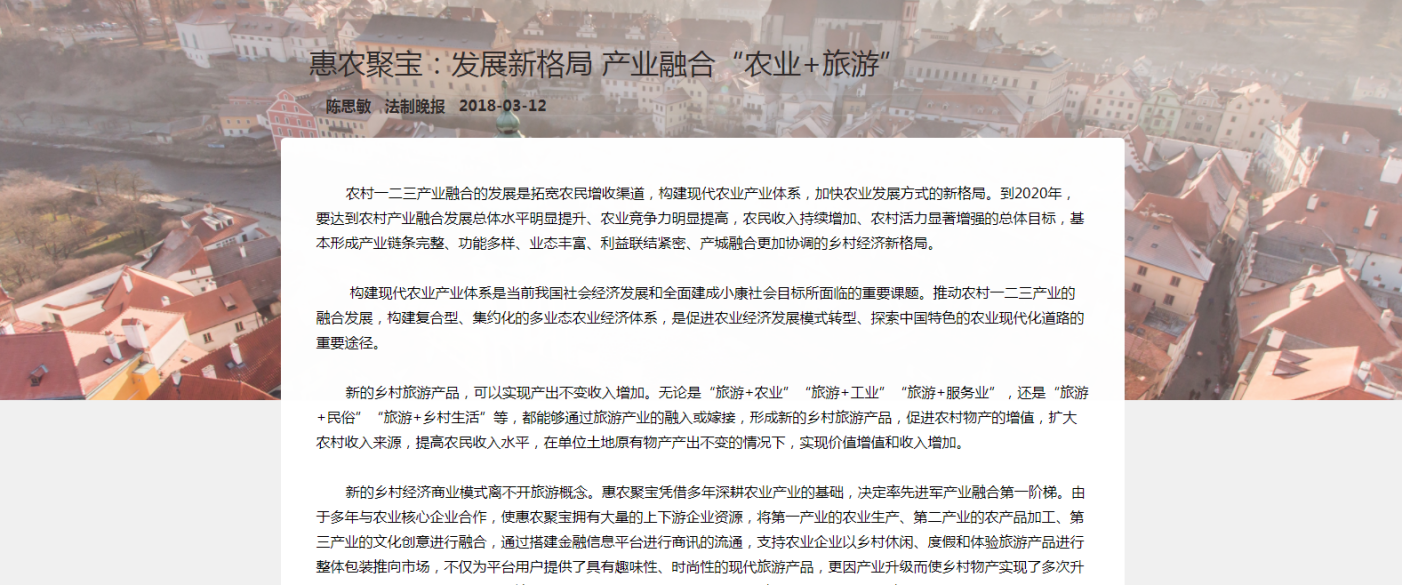 惠农聚宝：发展新格局 产业融合“农业+旅游”
陈思敏 法制晚报 2018-03-12
农村一二三产业融合的发展是拓宽农民增收渠道，构建现代农业产业体系，加快农业发展方式的新格局。到2020年，
要达到农村产业融合发展总体水平明显提升、农业竞争力明显提高，农民收入持续增加、农村活力显著增强的总体目标，基
本形成产业链条完整、功能多样、业态丰富、利益联结紧密、产城融合更加协调的乡村经济新格局。
构建现代农业产业体系是当前我国社会经济发展和全面建成小康社会目标所面临的重要课题。推动农村一二三产业的
融合发展，构建复合型、集约化的多业态农业经济体系，是促进农业经济发展模式转型、探索中国特色的农业现代化道路的
重要途径。
新的乡村旅游产品，可以实现产出不变收入增加。无论是“旅游+农业”“旅游+工业”“旅游+服务业”，还是“旅游
+民俗”“旅游+乡村生活”等，都能够通过旅游产业的融入或嫁接，形成新的乡村旅游产品，促进农村物产的增值，扩大
农村收入来源，提高农民收入水平，在单位土地原有物产产出不变的情况下，实现价值增值和收入增加。
新的乡村经济商业模式离不开旅游概念。惠农聚宝凭借多年深耕农业产业的基础，决定率先进军产业融合第一阶梯。由
于多年与农业核心企业合作，使惠农聚宝拥有大量的上下游企业资源，将第一产业的农业生产、第二产业的农产品加工、第
三产业的文化创意进行融合，通过搭建金融信息平台进行商讯的流通，支持农业企业以乡村休闲、度假和体验旅游产品进行
整体包装推向市场，不仅为平台用户提供了具有趣味性、时尚性的现代旅游产品，更因产业升级而使乡村物产实现了多次升